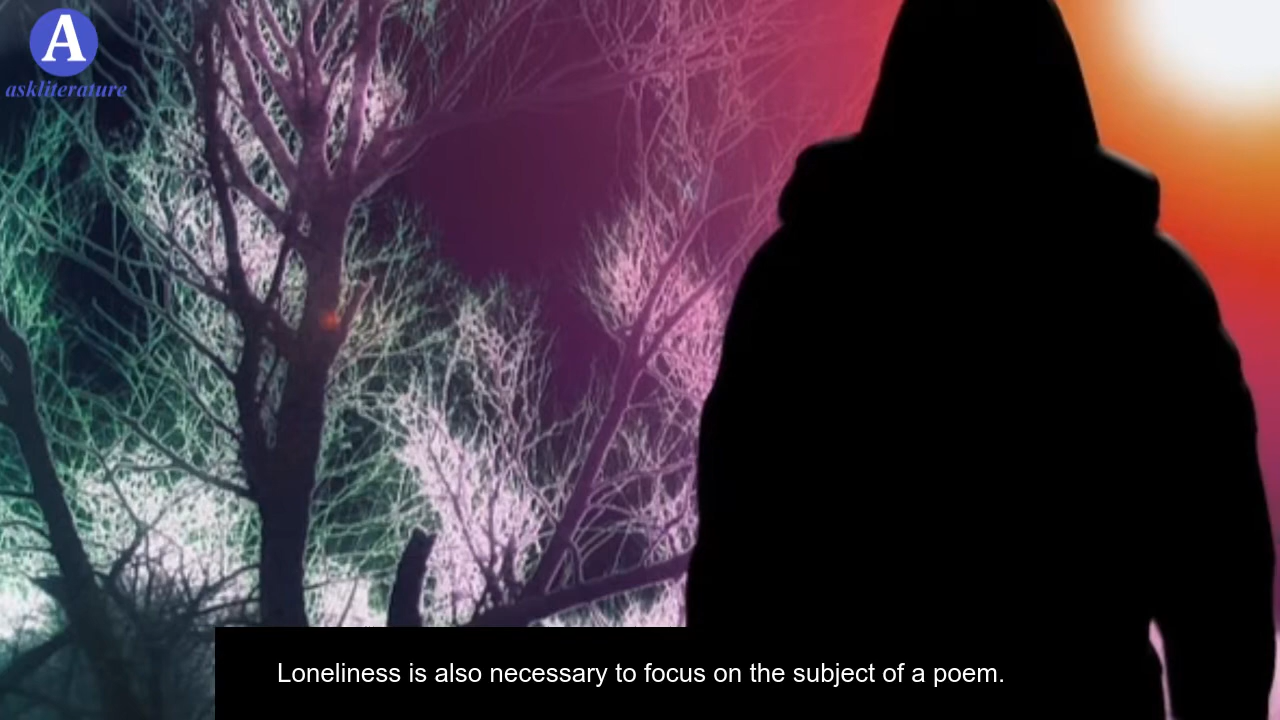 A
askliterature
Loneliness is also necessary to focus on the subject of a poem.